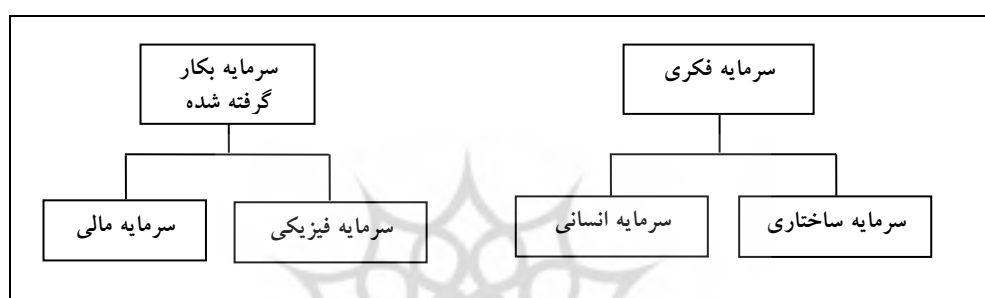 سرمایه فکری
سرمایه بکار
گرفته شده
سرمایه ساختاری
سرمایه انسانی
سرمایه فیزیکی
سرمایه مالی